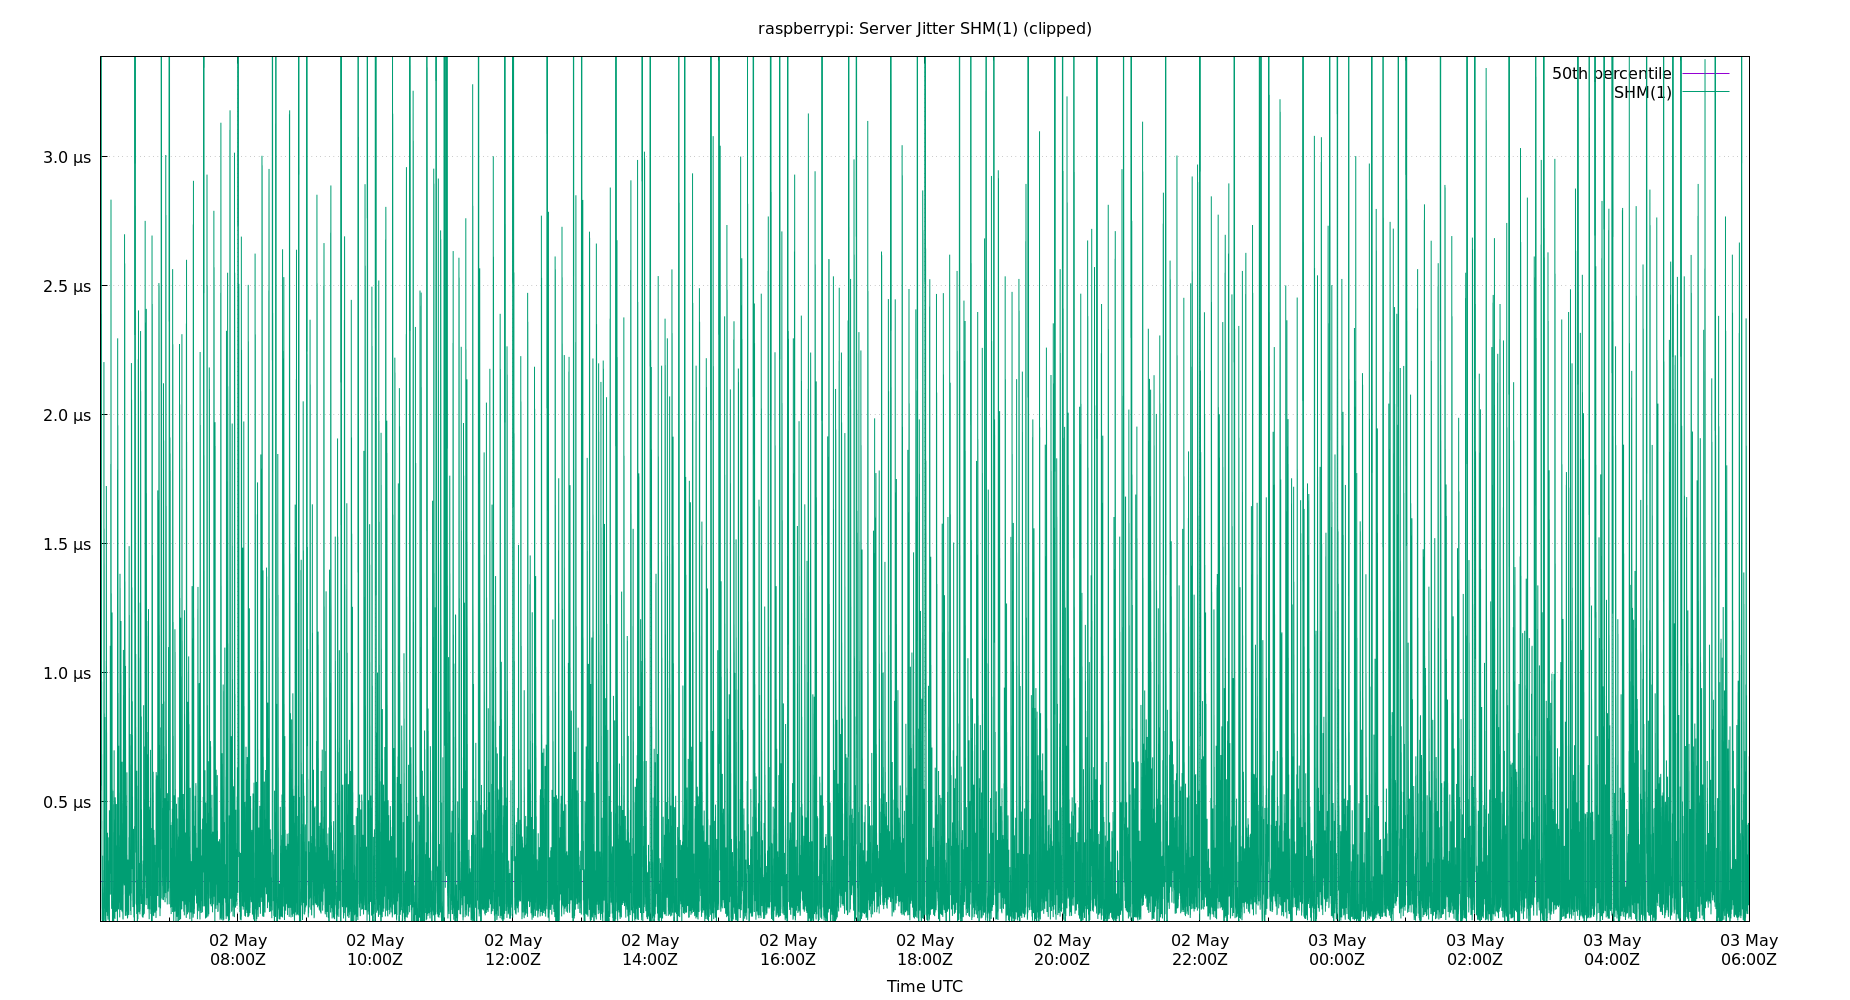 raspberrypi: Server Jitter SHM(1) (clipped)
50th percentile
SHM(1)
3.0 µs
2.5 µs
2.0 µs
1.5 µs
1.0 µs
0.5 µs
02 May 02 May 02 May 02 May 02 May 02 May 02 May 02 May 03 May 03 May 03 May 03 May
08:00Z 10:00Z 12:00Z 14:00Z 16:00Z 18:00Z 20:00Z 22:00Z 00:00Z 02:00Z 04:00Z 06:00Z
Time UTC